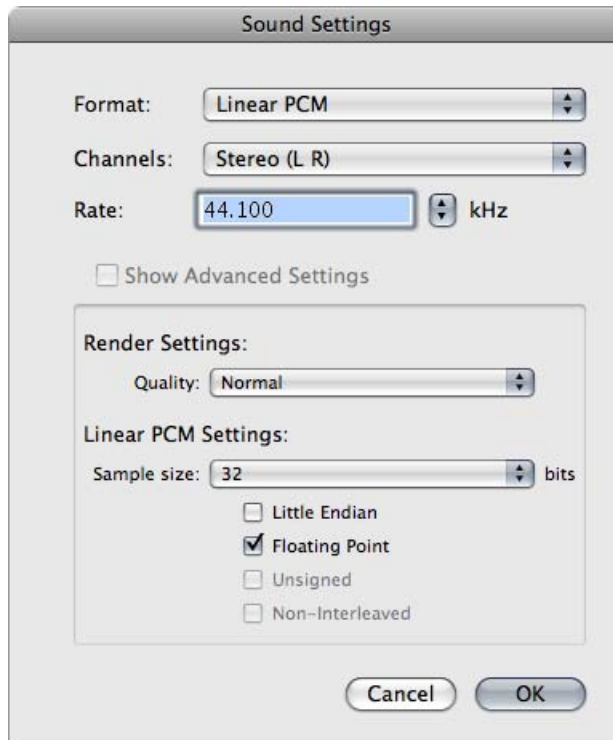 Sound Settings
Format: Linear PCM
Channels: Stereo (L R)
Rate: 44.100 kHz
Show Advanced Settings
Render Settings:
Quality: Normal
Linear PCM Settings:
Sample size: 32 bits
Little Endian
Floating Point
Unsigned
Non-Interleaved
Cancel OK